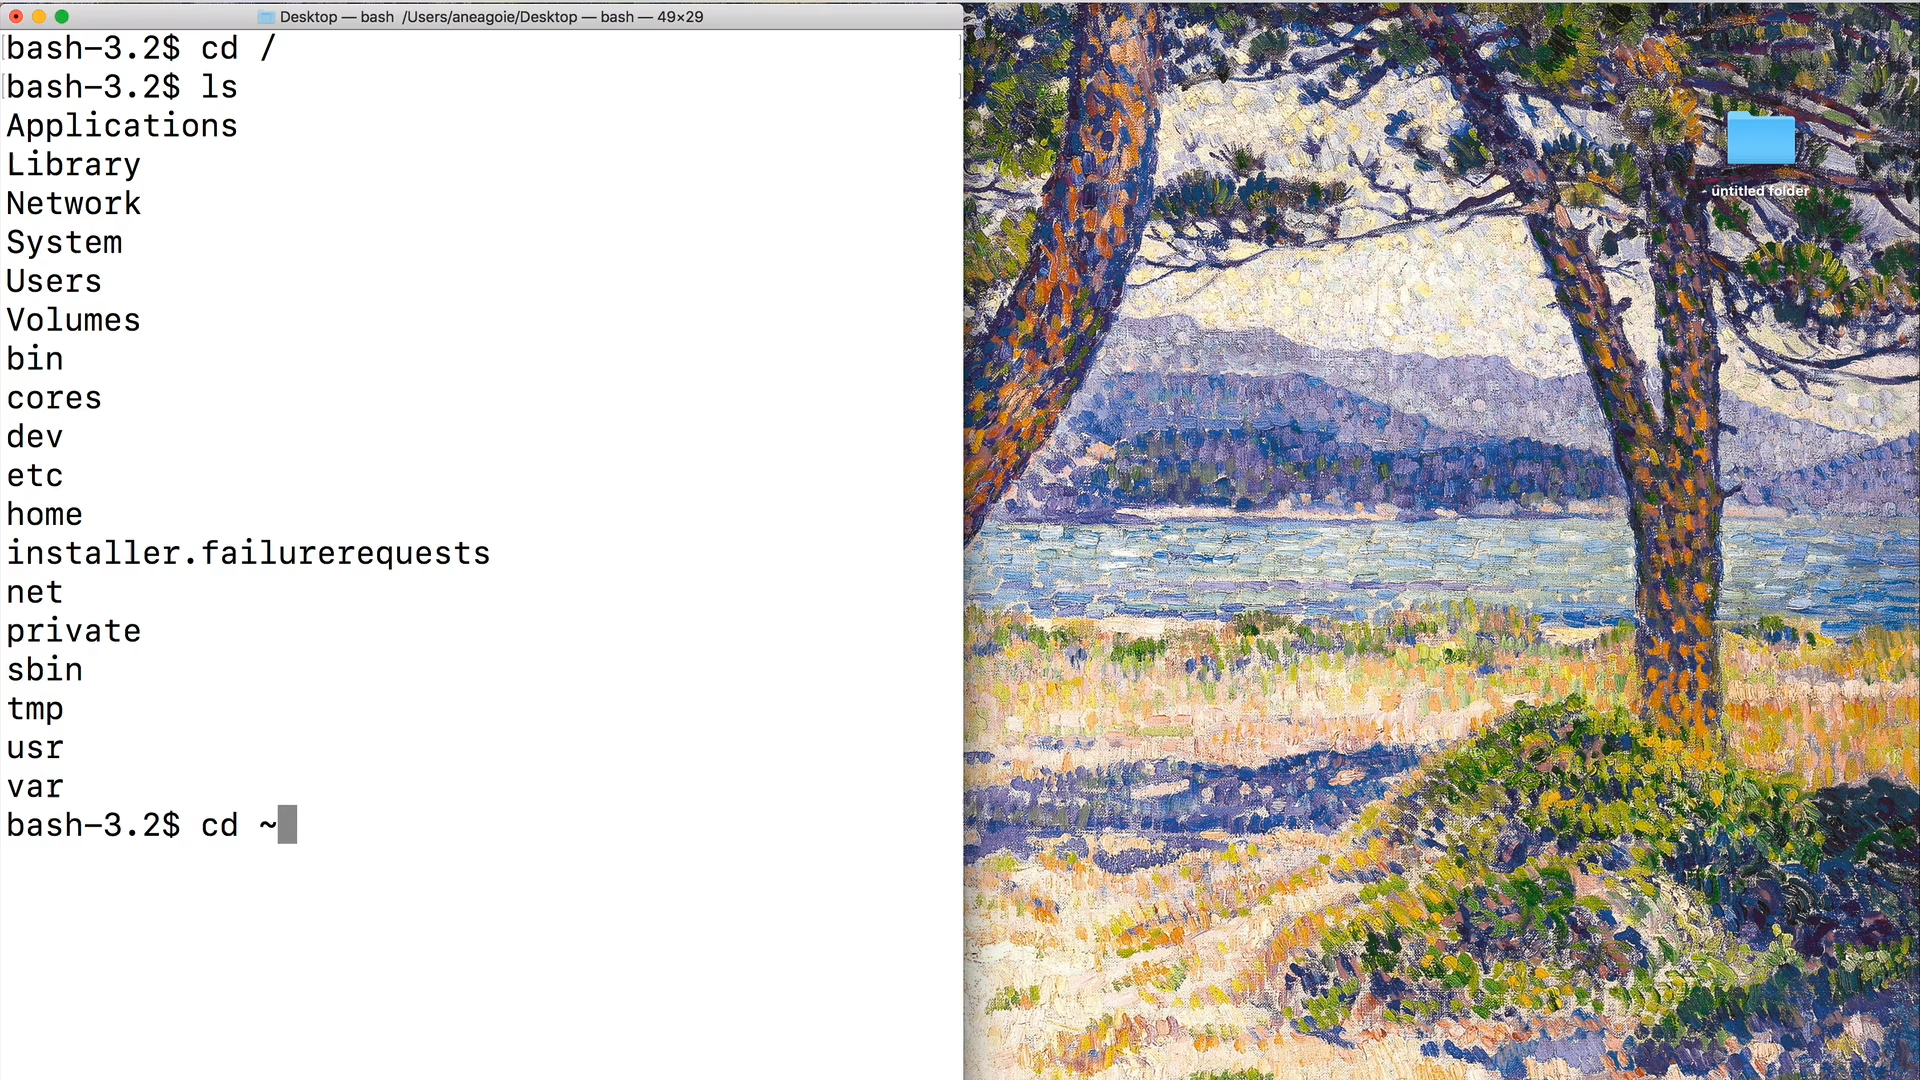 Desktop — bash /Users/aneagoie/Desktop — bash — 49×29
bash-3.2$ cd /
bash-3.2$ ls
Applications
Library
Network
System
Users
Volumes
bin
cores
dev
etc
home
installer.failurerequests
net
private
sbin
tmp
usr
var
bash-3.2$ cd ~
untitled folder